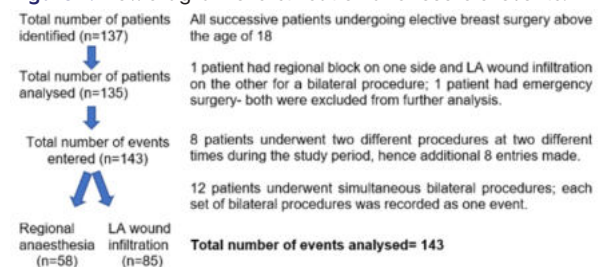 Total number of patients
identified (n=137)
All successive patients undergoing elective breast surgery above
the age of 18
Total number of patients
analysed (n=135)
1 patient had regional block on one side and LA wound infiltration
on the other for a bilateral procedure; 1 patient had emergency
surgery- both were excluded from further analysis.
Total number of events
entered (n=143)
8 patients underwent two different procedures at two different
times during the study period, hence additional 8 entries made.
12 patients underwent simultaneous bilateral procedures; each
set of bilateral procedures was recorded as one event.
Regional
anaesthesia
(n=58)
LA wound
infiltration
(n=85)
Total number of events analysed= 143